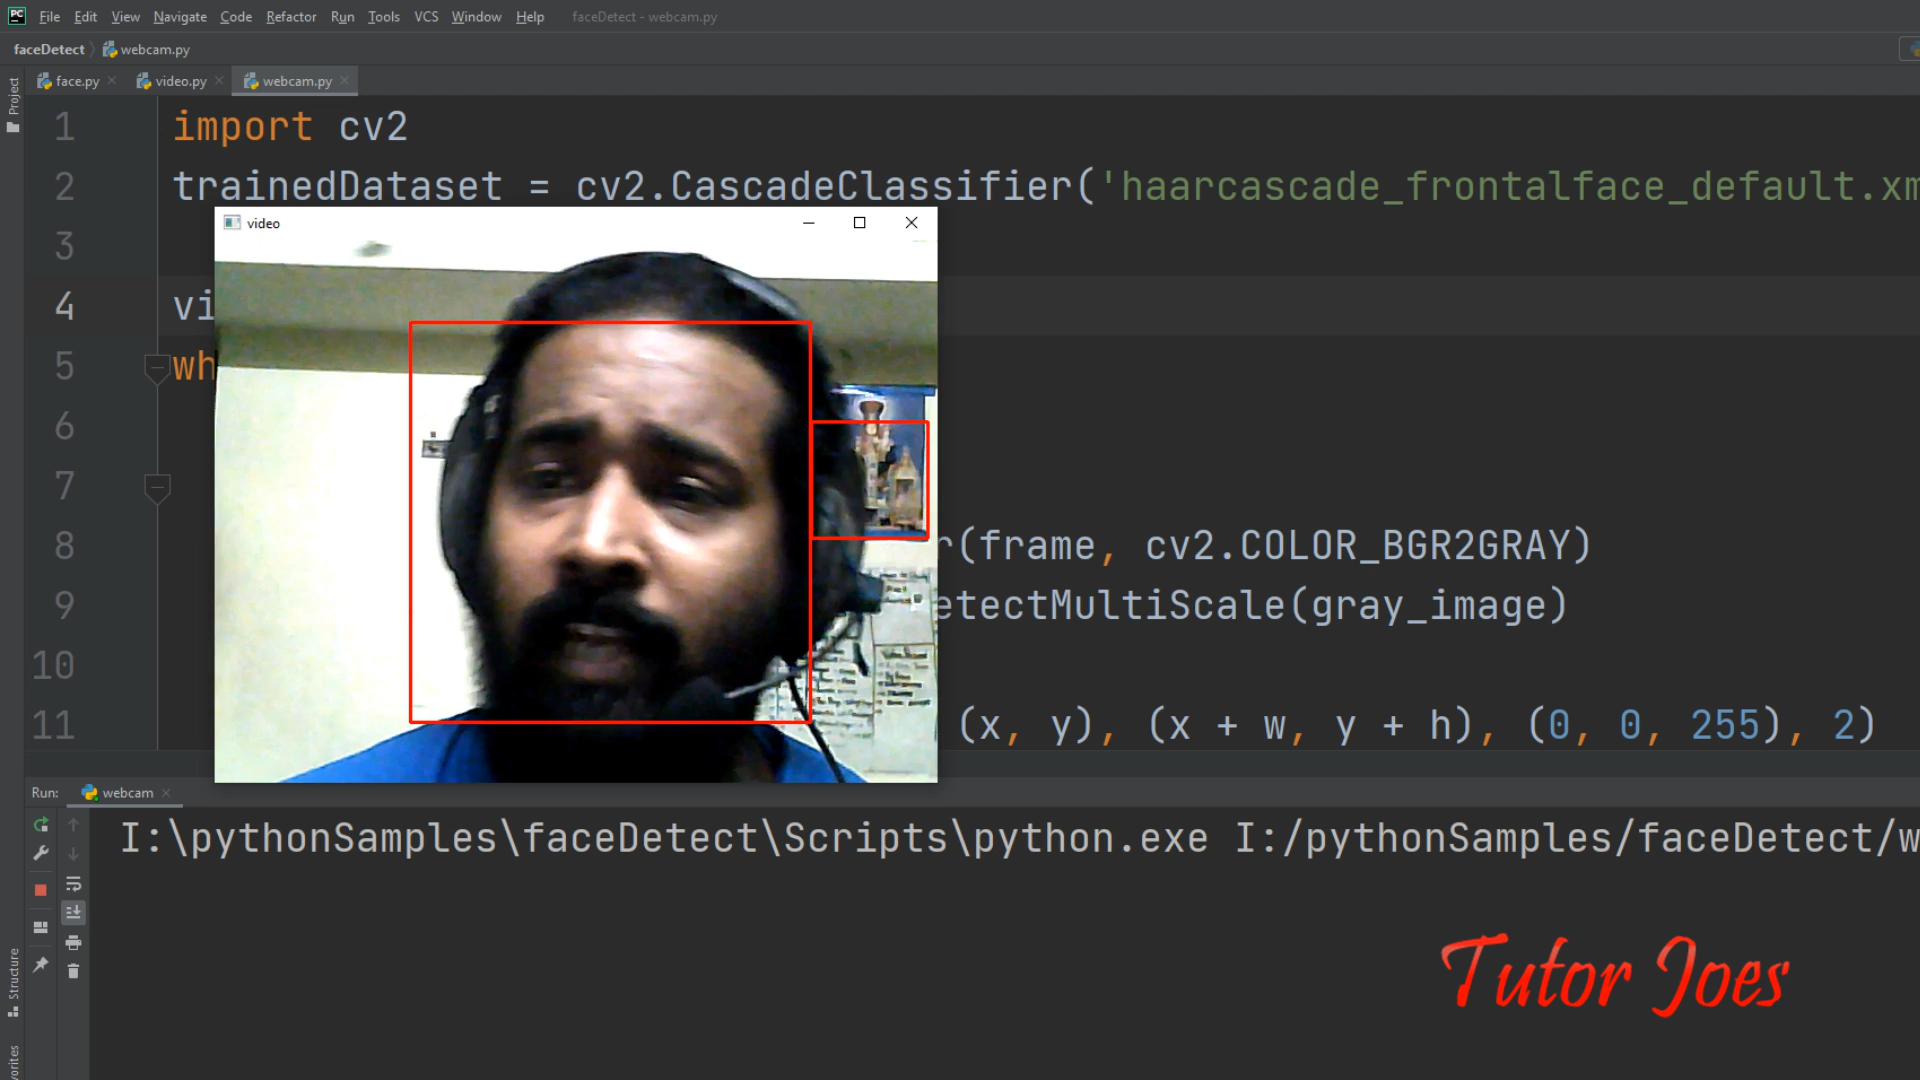 File Edit View Navigate Code Refactor Run Tools VCS Window Help faceDetect - webcam.py
faceDetect webcam.py
face.py video.py webcam.py
Project
1 import cv2
2 trainedDataset = cv2.CascadeClassifier('haarcascade_frontalface_default.xm
video
3
4 vi
5 wh
6
7
8 r(frame, cv2.COLOR_BGR2GRAY)
9 etectMultiScale(gray_image)
10
11 (x, y), (x + w, y + h), (0, 0, 255), 2)
Run: webcam
I:\pythonSamples\faceDetect\Scripts\python.exe I:/pythonSamples/faceDetect/w
Structure
vorites
Tutor Joes